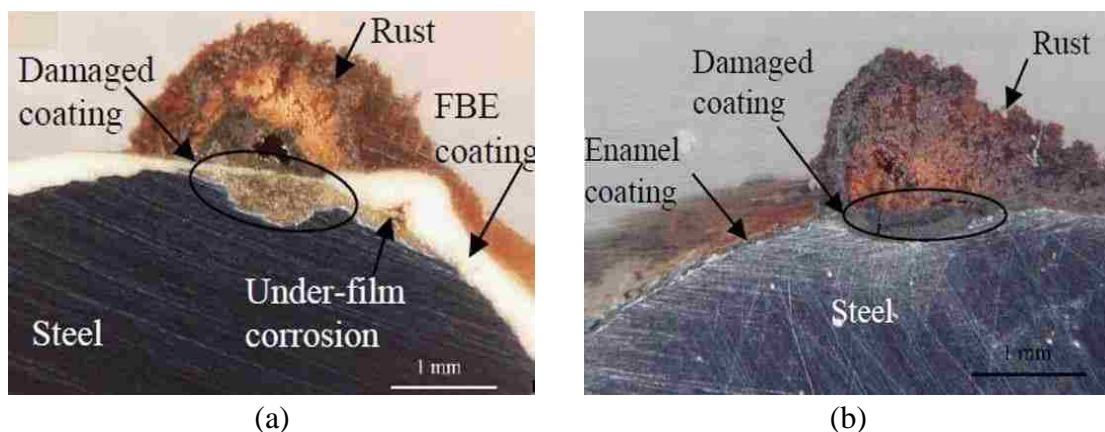 Rust
Damaged
coating
FBE
coating
Under-film
corrosion
Steel
1 mm
(a)
Damaged
coating
Rust
Enamel
coating
Steel
1 mm
(b)